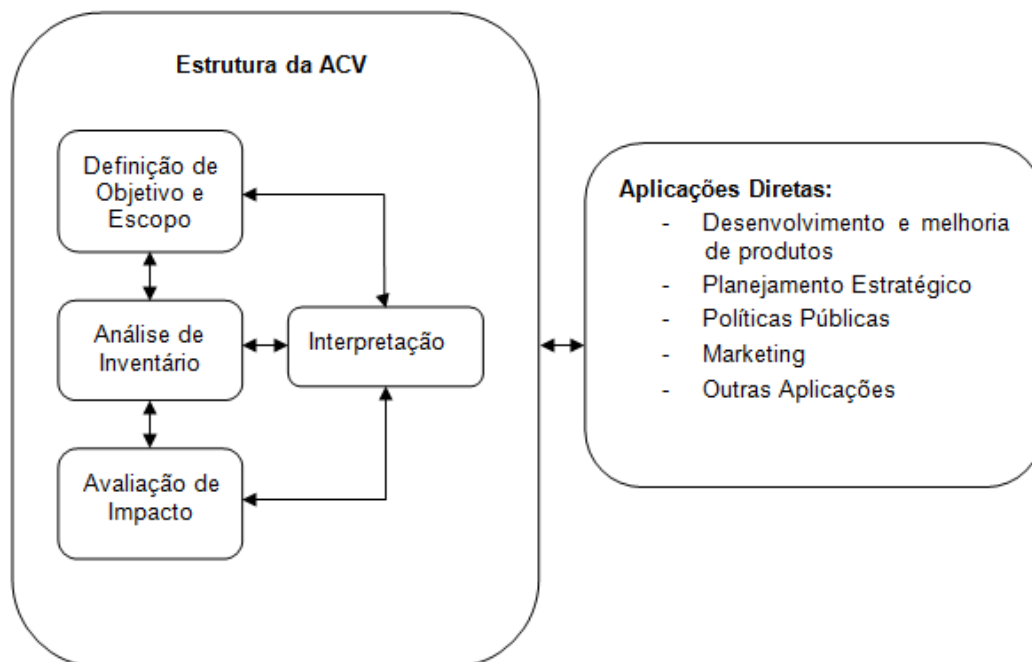 Estrutura da ACV
Definição de
Objetivo e
Escopo
Análise de
Inventário
Avaliação de
Impacto
Interpretação
Aplicações Diretas:
- Desenvolvimento e melhoria
de produtos
- Planejamento Estratégico
- Políticas Públicas
- Marketing
- Outras Aplicações